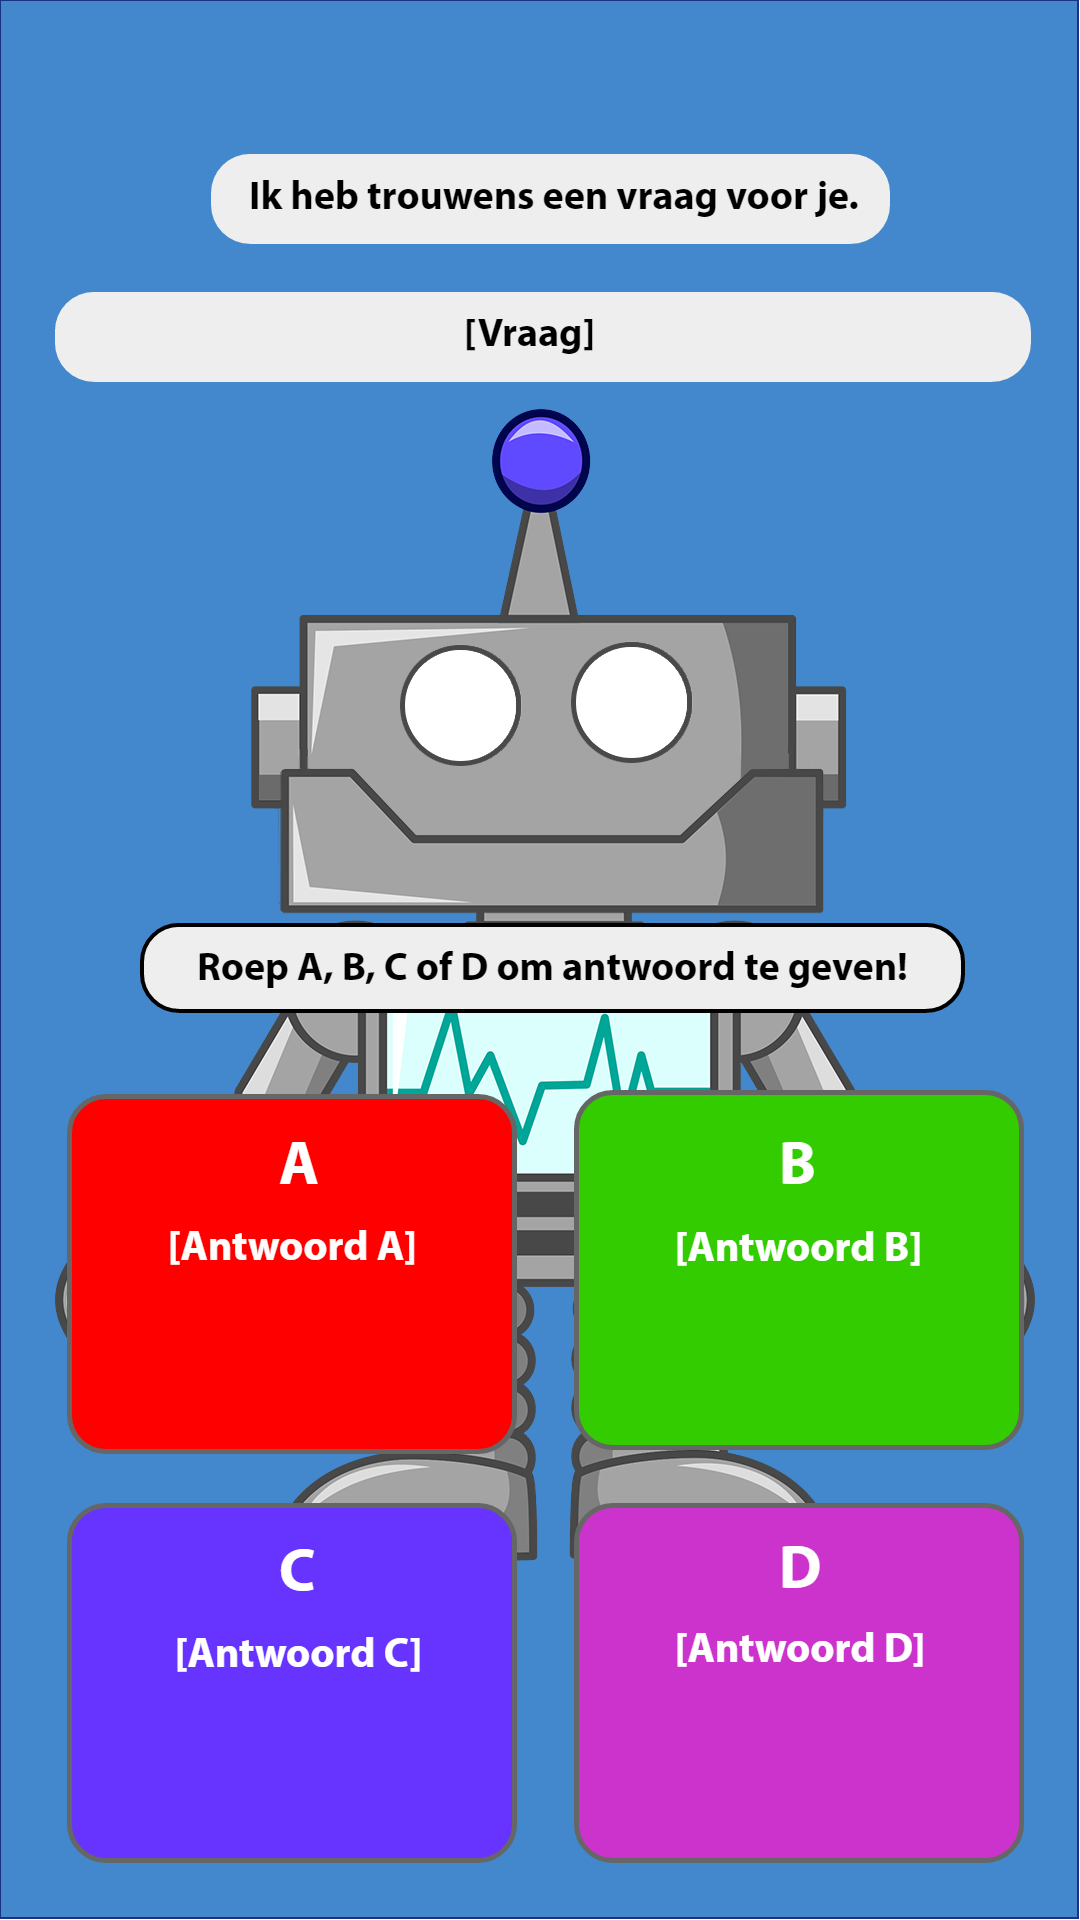 Ik heb trouwens een vraag voor je.
[Vraag]
Roep A, B, C of D om antwoord te geven!
A
[Antwoord A]
B
[Antwoord B]
C
[Antwoord C]
D
[Antwoord D]